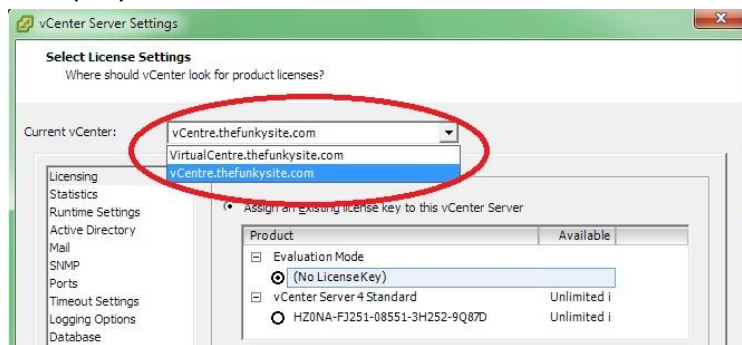 vCenter Server Settings
Select License Settings
Where should vCenter look for product licenses?
Current vCenter: vCentre.thefunkysite.com
VirtualCentre.thefunkysite.com
vCentre.thefunkysite.com
Licensing
Statistics
Runtime Settings
Active Directory
Mail
SNMP
Ports
Timeout Settings
Logging Options
Database
Assign an existing license key to this vCenter Server
Product Available
Evaluation Mode
(No License Key)
vCenter Server 4 Standard Unlimited i
HZ0NA-FJ251-08551-3H252-9Q87D Unlimited i